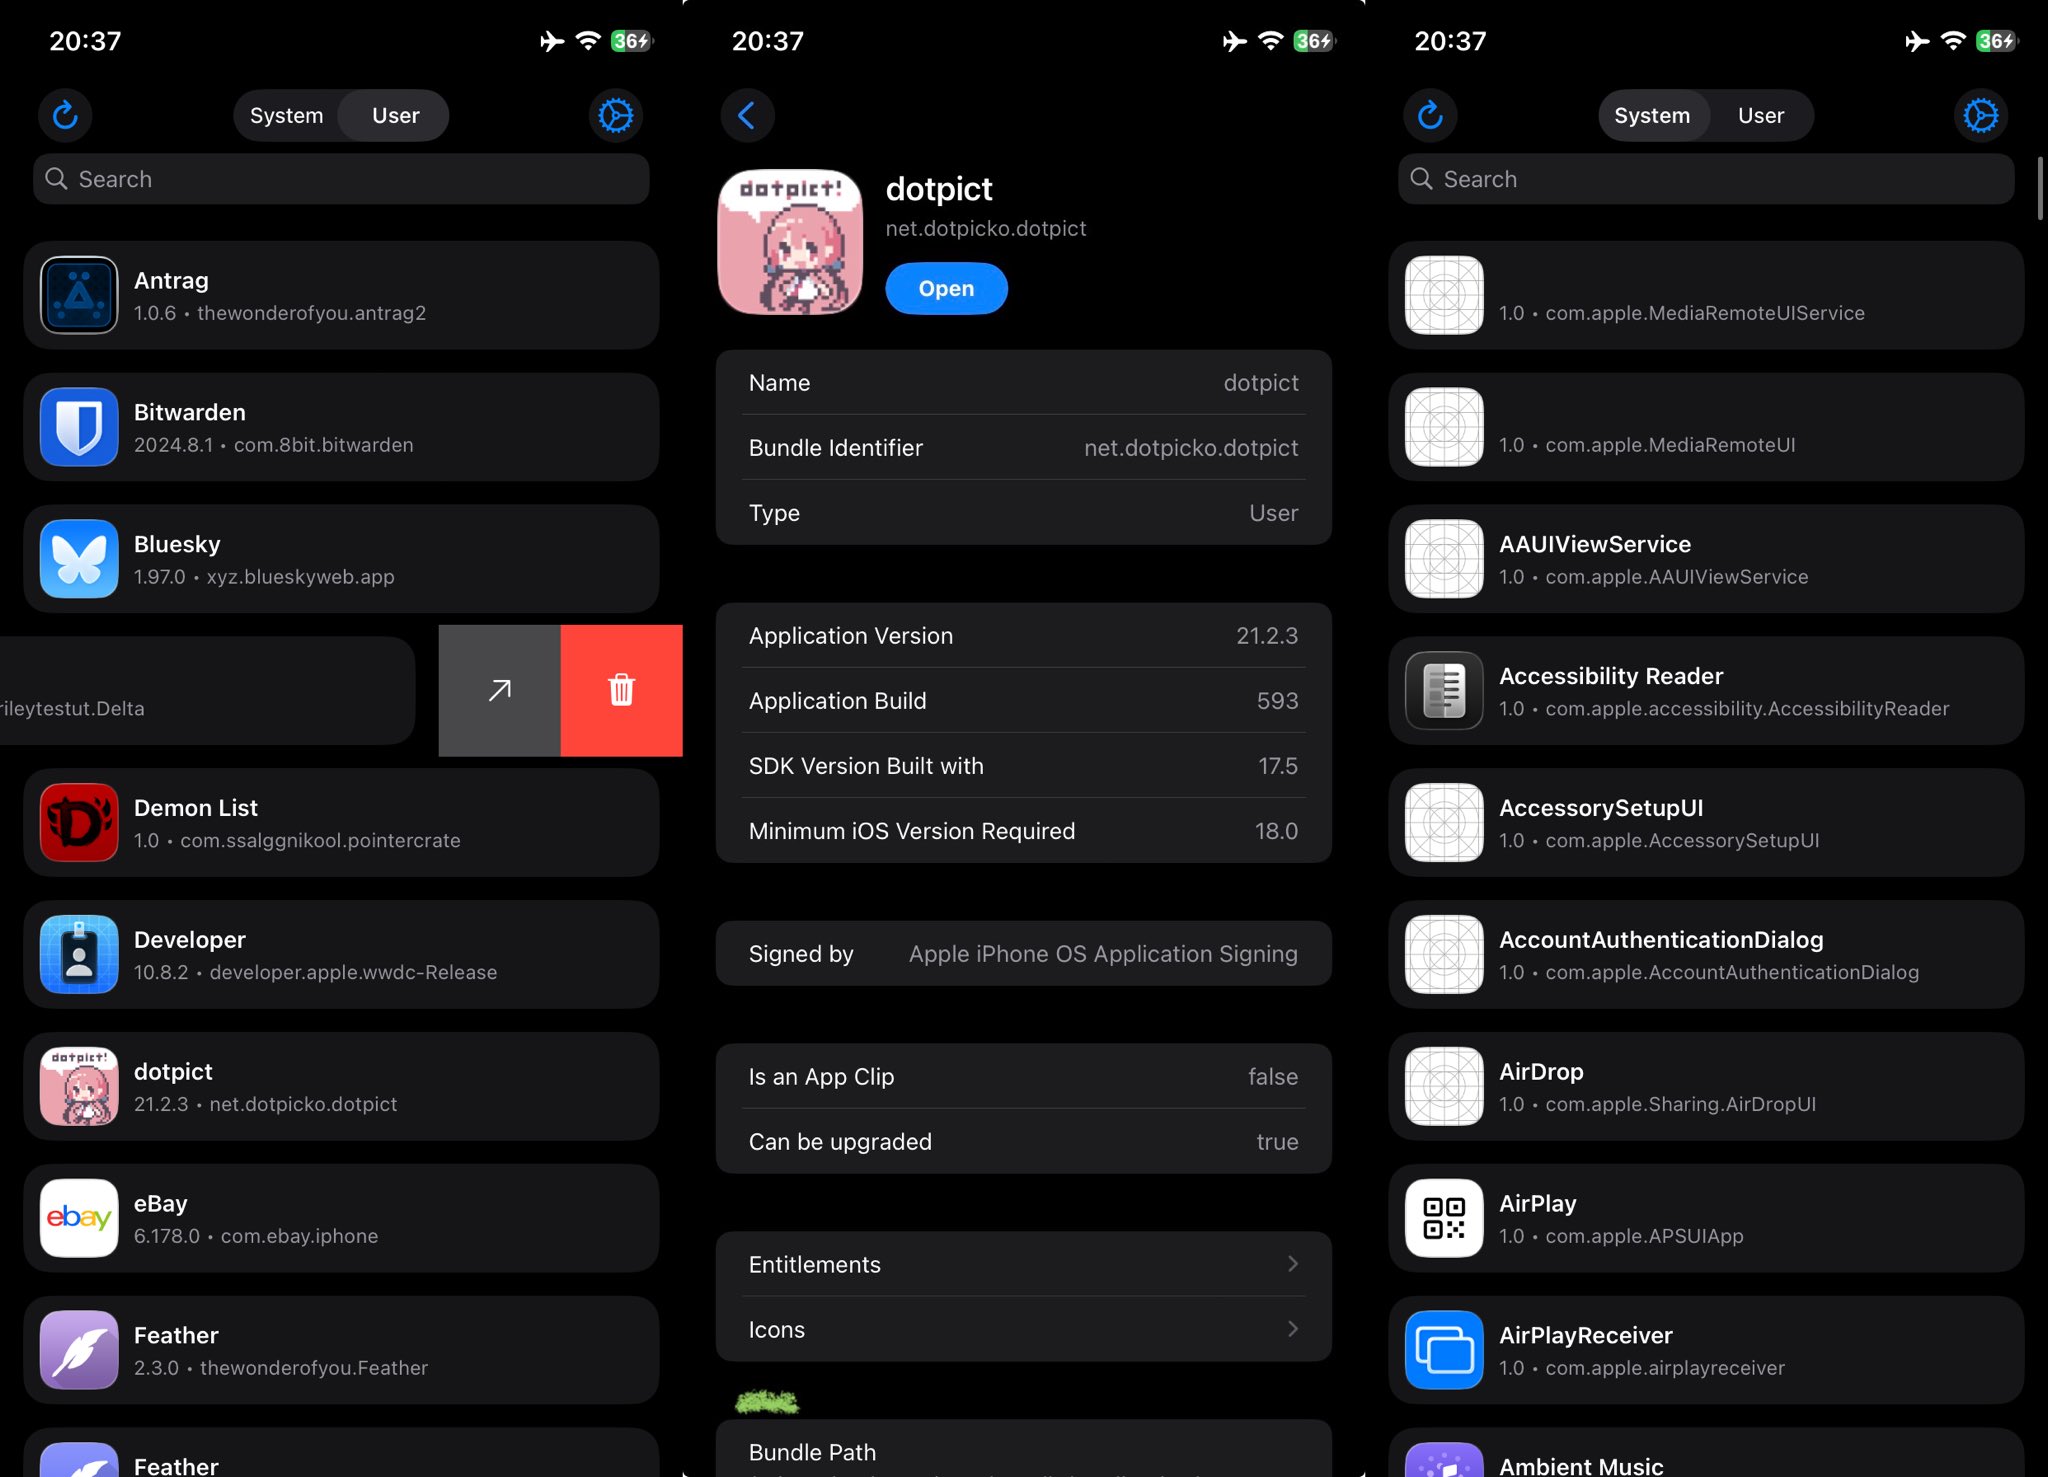 20:37
36
System
User
Search
Antrag
1.0.6 • thewonderofyou.antrag2
Bitwarden
2024.8.1 • com.8bit.bitwarden
Bluesky
1.97.0 • xyz.blueskyweb.app
rileytestut.Delta
Demon List
1.0 • com.ssalggnikool.pointercrate
Developer
10.8.2 • developer.apple.wwdc-Release
dotpict!
dotpict
21.2.3 • net.dotpicko.dotpict
ebay
eBay
6.178.0 • com.ebay.iphone
Feather
2.3.0 • thewonderofyou.Feather
Feather
20:37
36
dotpict!
dotpict
net.dotpicko.dotpict
Open
Name dotpict
Bundle Identifier net.dotpicko.dotpict
Type User
Application Version 21.2.3
Application Build 593
SDK Version Built with 17.5
Minimum iOS Version Required 18.0
Signed by Apple iPhone OS Application Signing
Is an App Clip false
Can be upgraded true
Entitlements
Icons
Bundle Path
20:37
36
System
User
Search
1.0 • com.apple.MediaRemoteUIService
1.0 • com.apple.MediaRemoteUI
AAUIViewService
1.0 • com.apple.AAUIViewService
Accessibility Reader
1.0 • com.apple.accessibility.AccessibilityReader
AccessorySetupUI
1.0 • com.apple.AccessorySetupUI
AccountAuthenticationDialog
1.0 • com.apple.AccountAuthenticationDialog
AirDrop
1.0 • com.apple.Sharing.AirDropUI
AirPlay
1.0 • com.apple.APSUIApp
AirPlayReceiver
1.0 • com.apple.airplayreceiver
Ambient Music